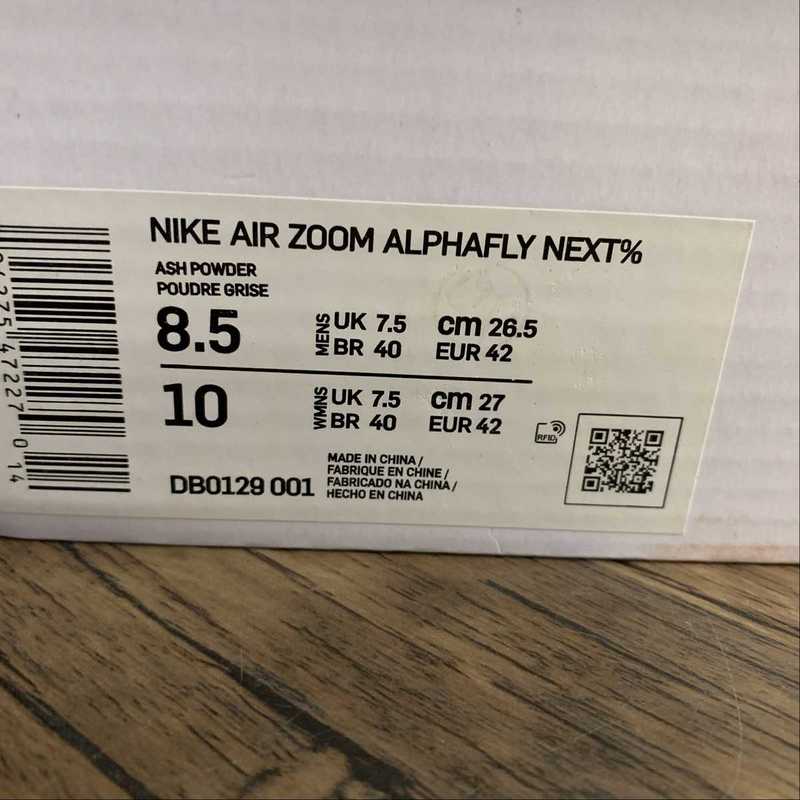 NIKE AIR ZOOM ALPHAFLY NEXT%
ASH POWDER
POUDRE GRISE
8.5 MENS UK 7.5 cm 26.5
BR 40 EUR 42
10 WMNS UK 7.5 cm 27
BR 40 EUR 42
RFID
MADE IN CHINA /
FABRIQUE EN CHINE /
FABRICADO NA CHINA /
HECHO EN CHINA
DB0129 001